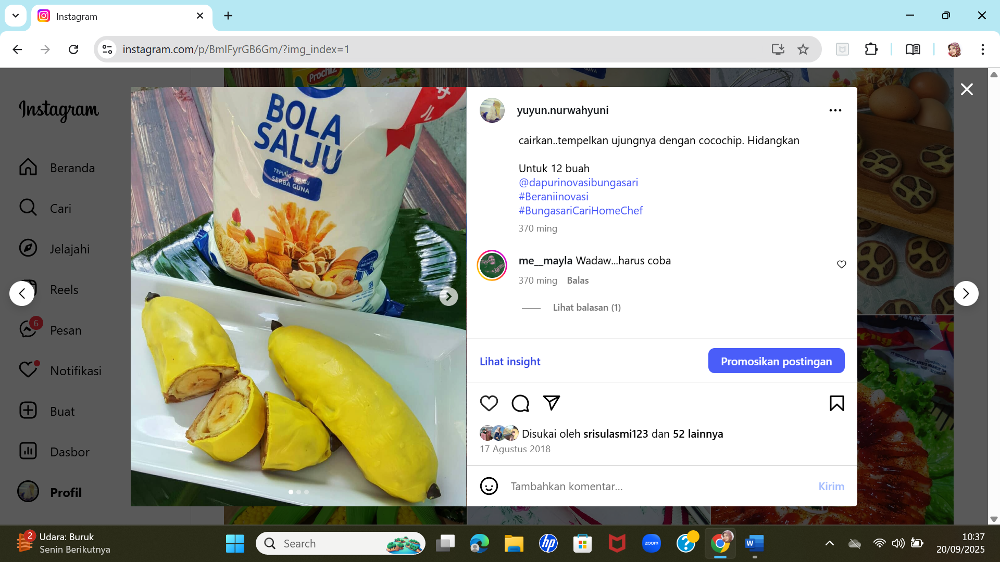 Instagram
instagram.com/p/BmlFyrGB6Gm/?img_index=1
Instagram
Beranda
Cari
Jelajahi
Reels
6
Pesan
Notifikasi
Buat
Dasbor
Profil
Prochiz
BOLA
SALJU
TEPUNG TERIGU
SERBA GUNA
PROTEIN
SEDANG
yuyun.nurwahyuni
cairkan..tempelkan ujungnya dengan cocochip. Hidangkan
Untuk 12 buah
@dapurinovasibungasari
#Beraniinovasi
#BungasariCariHomeChef
370 ming
me__mayla Wadaw...harus coba
370 ming Balas
Lihat balasan (1)
Lihat insight
Promosikan postingan
Disukai oleh srisulasmi123 dan 52 lainnya
17 Agustus 2018
Tambahkan komentar...
Kirim
2
Udara: Buruk
Senin Berikutnya
Search
hp
zoom
W
10:37
20/09/2025